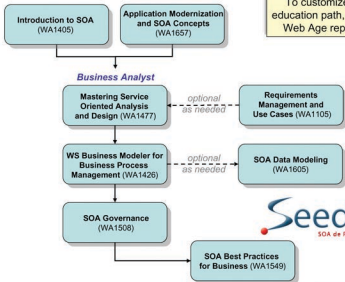 Introduction to SOA
(WA1405)
Application Modernization
and SOA Concepts
(WA1657)
To customize
education path,
Web Age rep
Business Analyst
Mastering Service
Oriented Analysis
and Design (WA1477)
optional
as needed
Requirements
Management and
Use Cases (WA1105)
WS Business Modeler for
Business Process
Management (WA1426)
optional
as needed
SOA Data Modeling
(WA1605)
SOA Governance
(WA1508)
Seed
SOA de
SOA Best Practices
for Business (WA1549)